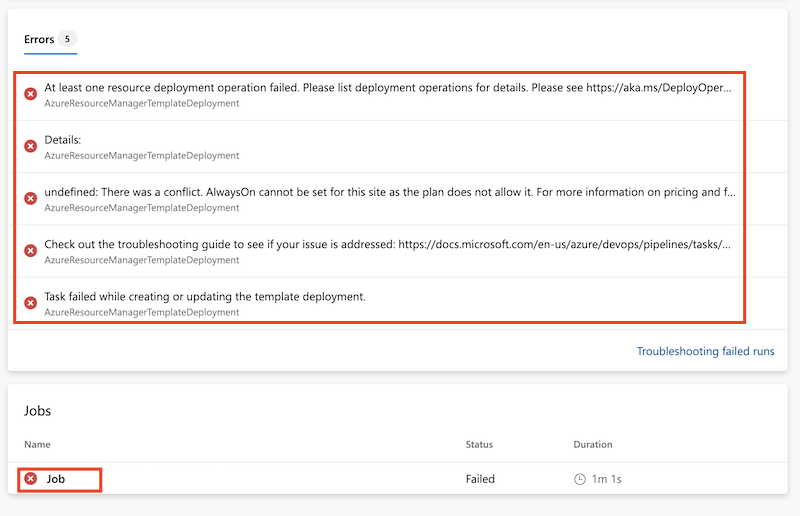 Errors 5
At least one resource deployment operation failed. Please list deployment operations for details. Please see https://aka.ms/DeployOper...
AzureResourceManagerTemplateDeployment
Details:
AzureResourceManagerTemplateDeployment
undefined: There was a conflict. AlwaysOn cannot be set for this site as the plan does not allow it. For more information on pricing and f...
AzureResourceManagerTemplateDeployment
Check out the troubleshooting guide to see if your issue is addressed: https://docs.microsoft.com/en-us/azure/devops/pipelines/tasks/...
AzureResourceManagerTemplateDeployment
Task failed while creating or updating the template deployment.
AzureResourceManagerTemplateDeployment
Troubleshooting failed runs
Jobs
Name Status Duration
Job Failed 1m 1s